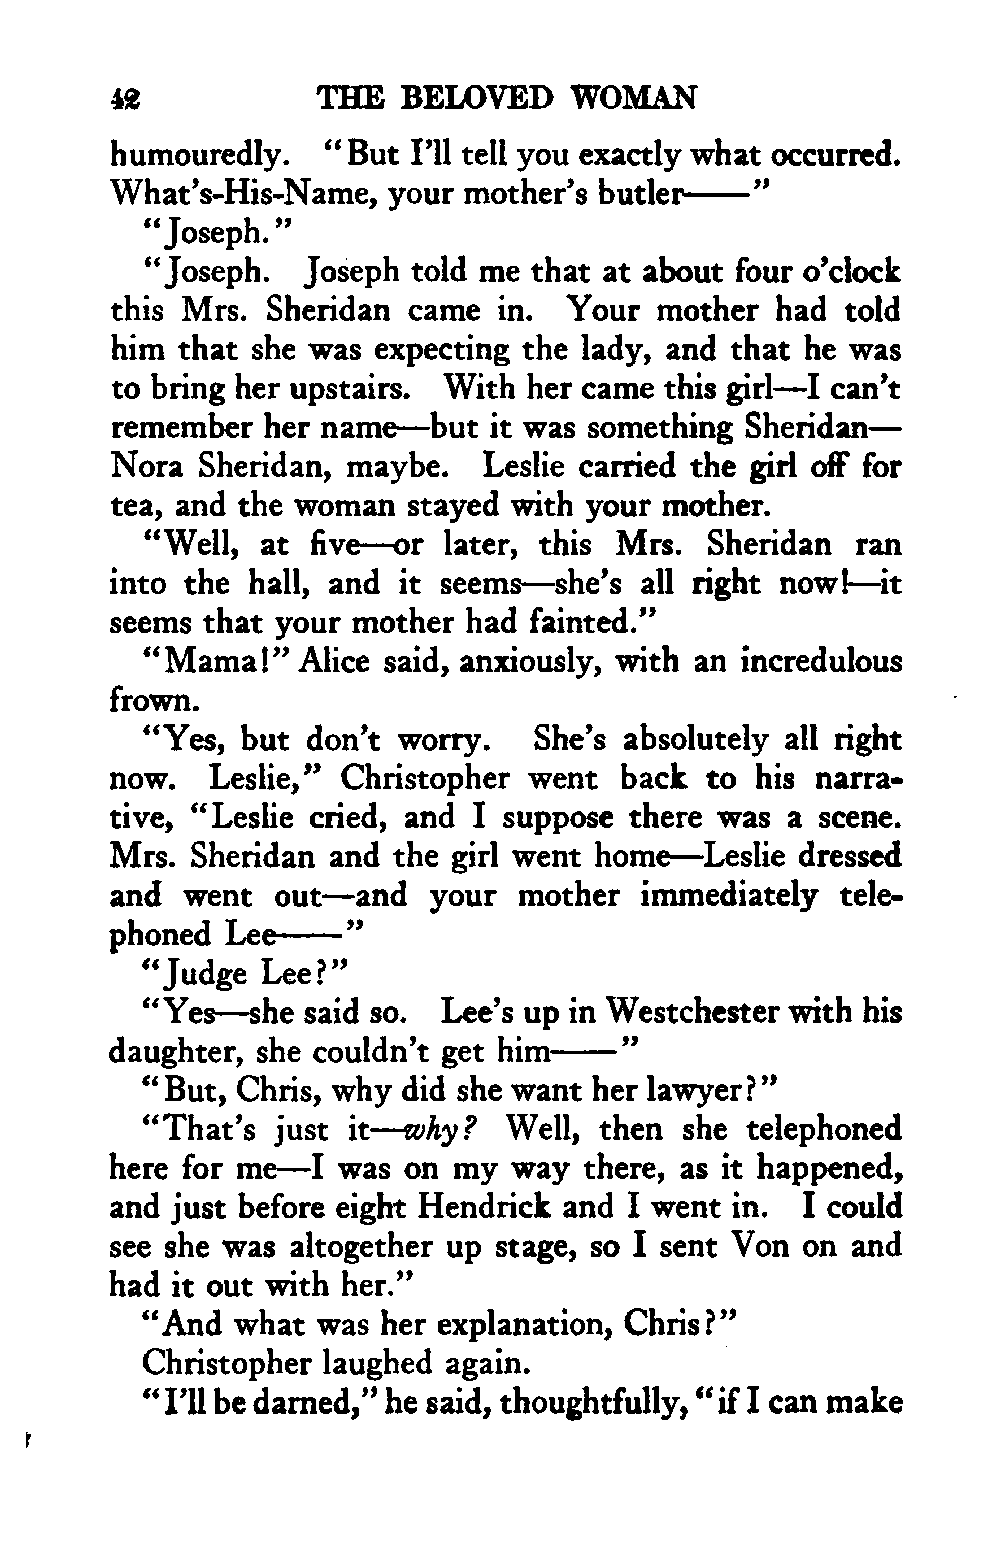 42 THE BELOVED WOMAN
humouredly. "But I'll tell you exactly what occurred.
What's-His-Name, your mother's butler——"
"Joseph."
"Joseph. Joseph told me that at about four o'clock
this Mrs. Sheridan came in. Your mother had told
him that she was expecting the lady, and that he was
to bring her upstairs. With her came this girl—I can't
remember her name—but it was something Sheridan—
Nora Sheridan, maybe. Leslie carried the girl off for
tea, and the woman stayed with your mother.
"Well, at five—or later, this Mrs. Sheridan ran
into the hall, and it seems—she's all right now!—it
seems that your mother had fainted."
"Mama!" Alice said, anxiously, with an incredulous
frown.
"Yes, but don't worry. She's absolutely all right
now. Leslie," Christopher went back to his narra-
tive, "Leslie cried, and I suppose there was a scene.
Mrs. Sheridan and the girl went home—Leslie dressed
and went out—and your mother immediately tele-
phoned Lee——"
"Judge Lee?"
"Yes—she said so. Lee's up in Westchester with his
daughter, she couldn't get him——"
"But, Chris, why did she want her lawyer?"
"That's just it—why? Well, then she telephoned
here for me—I was on my way there, as it happened,
and just before eight Hendrick and I went in. I could
see she was altogether up stage, so I sent Von on and
had it out with her."
"And what was her explanation, Chris?"
Christopher laughed again.
"I'll be darned," he said, thoughtfully, "if I can make